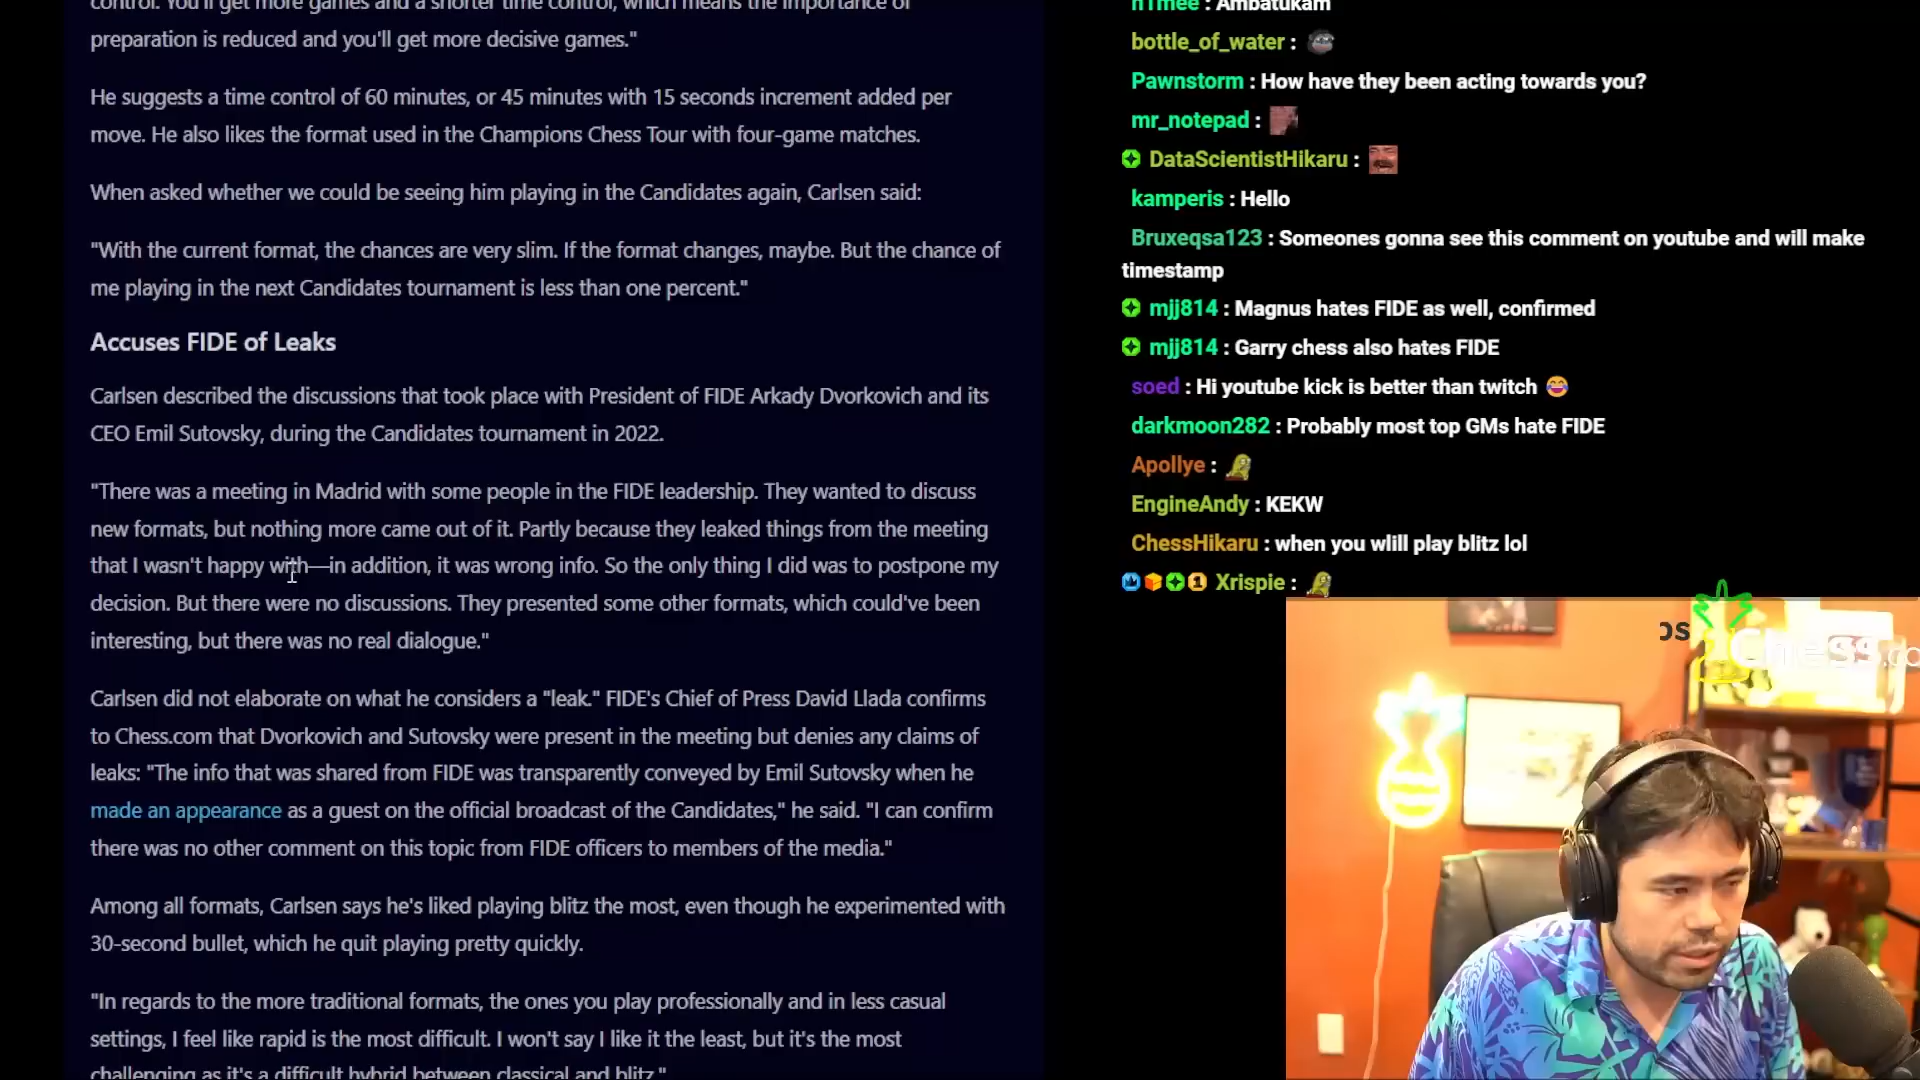 control. You'll get more games and a shorter time control, which means the importance of
preparation is reduced and you'll get more decisive games."
He suggests a time control of 60 minutes, or 45 minutes with 15 seconds increment added per
move. He also likes the format used in the Champions Chess Tour with four-game matches.
When asked whether we could be seeing him playing in the Candidates again, Carlsen said:
"With the current format, the chances are very slim. If the format changes, maybe. But the chance of
me playing in the next Candidates tournament is less than one percent."
Accuses FIDE of Leaks
Carlsen described the discussions that took place with President of FIDE Arkady Dvorkovich and its
CEO Emil Sutovsky, during the Candidates tournament in 2022.
"There was a meeting in Madrid with some people in the FIDE leadership. They wanted to discuss
new formats, but nothing more came out of it. Partly because they leaked things from the meeting
that I wasn't happy with—in addition, it was wrong info. So the only thing I did was to postpone my
decision. But there were no discussions. They presented some other formats, which could've been
interesting, but there was no real dialogue."
Carlsen did not elaborate on what he considers a "leak." FIDE's Chief of Press David Llada confirms
to Chess.com that Dvorkovich and Sutovsky were present in the meeting but denies any claims of
leaks: "The info that was shared from FIDE was transparently conveyed by Emil Sutovsky when he
made an appearance as a guest on the official broadcast of the Candidates," he said. "I can confirm
there was no other comment on this topic from FIDE officers to members of the media."
Among all formats, Carlsen says he's liked playing blitz the most, even though he experimented with
30-second bullet, which he quit playing pretty quickly.
"In regards to the more traditional formats, the ones you play professionally and in less casual
settings, I feel like rapid is the most difficult. I won't say I like it the least, but it's the most
challenging as it's a difficult hybrid between classical and blitz."
n1mee : Ambatukam
bottle_of_water :
Pawnstorm : How have they been acting towards you?
mr_notepad :
DataScientistHikaru :
kamperis : Hello
Bruxeqsa123 : Someones gonna see this comment on youtube and will make
timestamp
mjj814 : Magnus hates FIDE as well, confirmed
mjj814 : Garry chess also hates FIDE
soed : Hi youtube kick is better than twitch 😂
darkmoon282 : Probably most top GMs hate FIDE
Apollye :
EngineAndy : KEKW
ChessHikaru : when you wlill play blitz lol
1 Xrispie :
ps
Chess.co